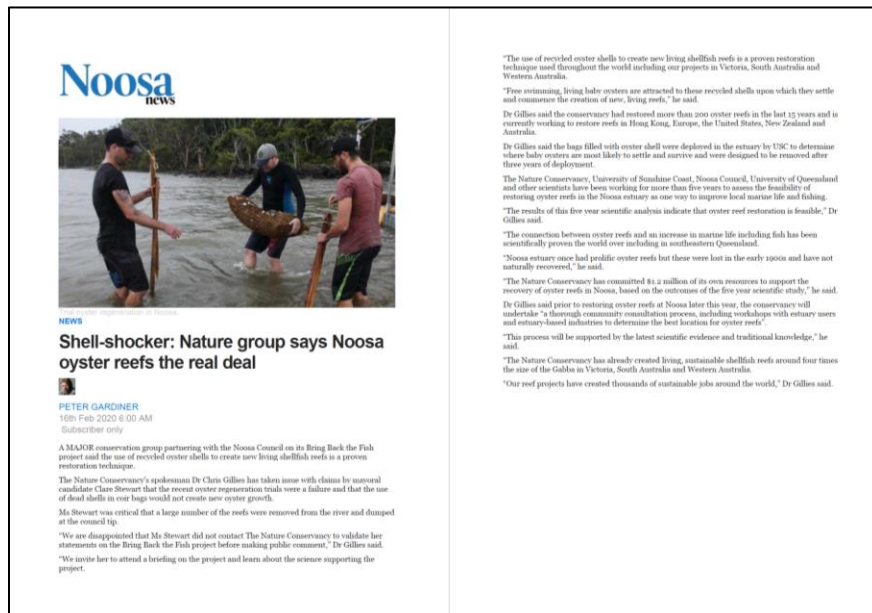 Noosa
news
Trial oyster regeneration in Noosa.
NEWS
Shell-shocker: Nature group says Noosa
oyster reefs the real deal
PETER GARDINER
16th Feb 2020 6:00 AM
Subscriber only
A MAJOR conservation group partnering with the Noosa Council on its Bring Back the Fish
project said the use of recycled oyster shells to create new living shellfish reefs is a proven
restoration technique.
The Nature Conservancy's spokesman Dr Chris Gillies has taken issue with claims by mayoral
candidate Clare Stewart that the recent oyster regeneration trials were a failure and that the use
of dead shells in coir bags would not create new oyster growth.
Ms Stewart was critical that a large number of the reefs were removed from the river and dumped
at the council tip.
"We are disappointed that Ms Stewart did not contact The Nature Conservancy to validate her
statements on the Bring Back the Fish project before making public comment," Dr Gillies said.
"We invite her to attend a briefing on the project and learn about the science supporting the
project.
"The use of recycled oyster shells to create new living shellfish reefs is a proven restoration
technique used throughout the world including our projects in Victoria, South Australia and
Western Australia.
"Free swimming, living baby oysters are attracted to these recycled shells upon which they settle
and commence the creation of new, living reefs," he said.
Dr Gillies said the conservancy had restored more than 200 oyster reefs in the last 15 years and is
currently working to restore reefs in Hong Kong, Europe, the United States, New Zealand and
Australia.
Dr Gillies said the bags filled with oyster shell were deployed in the estuary by USC to determine
where baby oysters are most likely to settle and survive and were designed to be removed after
three years of deployment.
The Nature Conservancy, University of Sunshine Coast, Noosa Council, University of Queensland
and other scientists have been working for more than five years to assess the feasibility of
restoring oyster reefs in the Noosa estuary as one way to improve local marine life and fishing.
"The results of this five year scientific analysis indicate that oyster reef restoration is feasible," Dr
Gillies said.
"The connection between oyster reefs and an increase in marine life including fish has been
scientifically proven the world over including in southeastern Queensland.
"Noosa estuary once had prolific oyster reefs but these were lost in the early 1900s and have not
naturally recovered," he said.
"The Nature Conservancy has committed $1.2 million of its own resources to support the
recovery of oyster reefs in Noosa, based on the outcomes of the five year scientific study," he said.
Dr Gillies said prior to restoring oyster reefs at Noosa later this year, the conservancy will
undertake "a thorough community consultation process, including workshops with estuary users
and estuary-based industries to determine the best location for oyster reefs".
"This process will be supported by the latest scientific evidence and traditional knowledge," he
said.
"The Nature Conservancy has already created living, sustainable shellfish reefs around four times
the size of the Gabba in Victoria, South Australia and Western Australia.
"Our reef projects have created thousands of sustainable jobs around the world," Dr Gillies said.